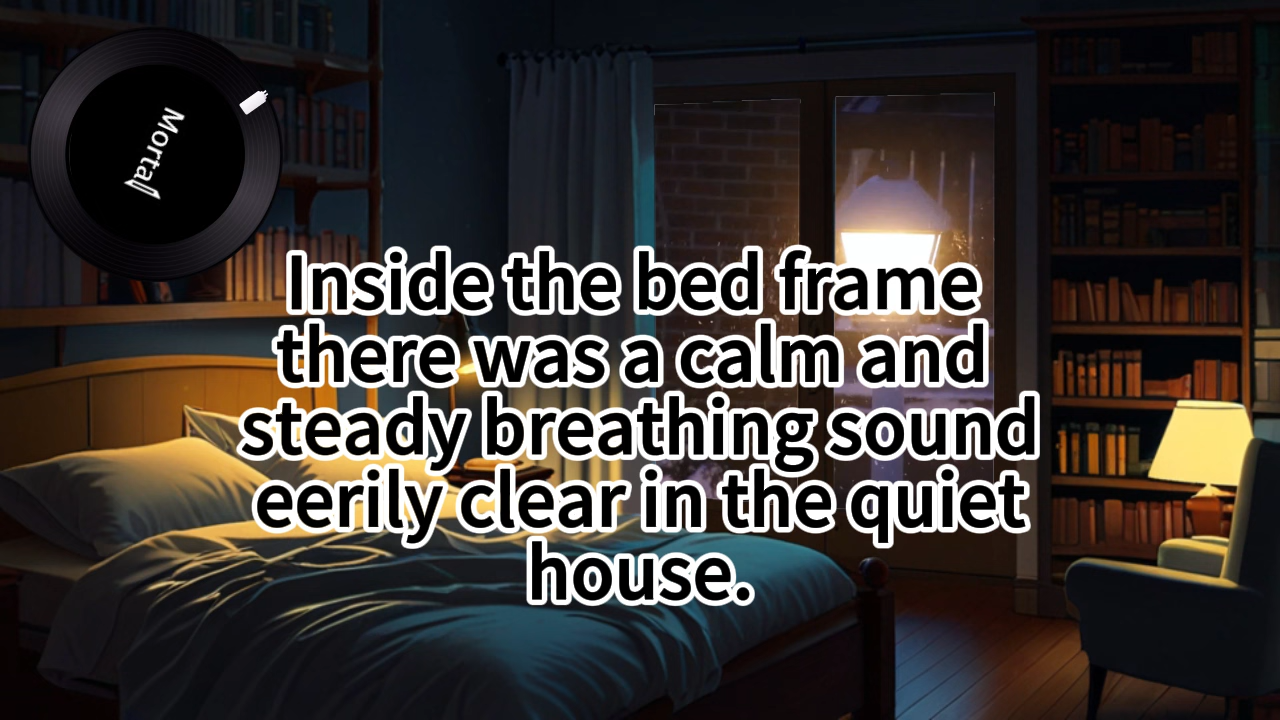 Mortal
Inside the bed frame
there was a calm and
steady breathing sound
eerily clear in the quiet
house.